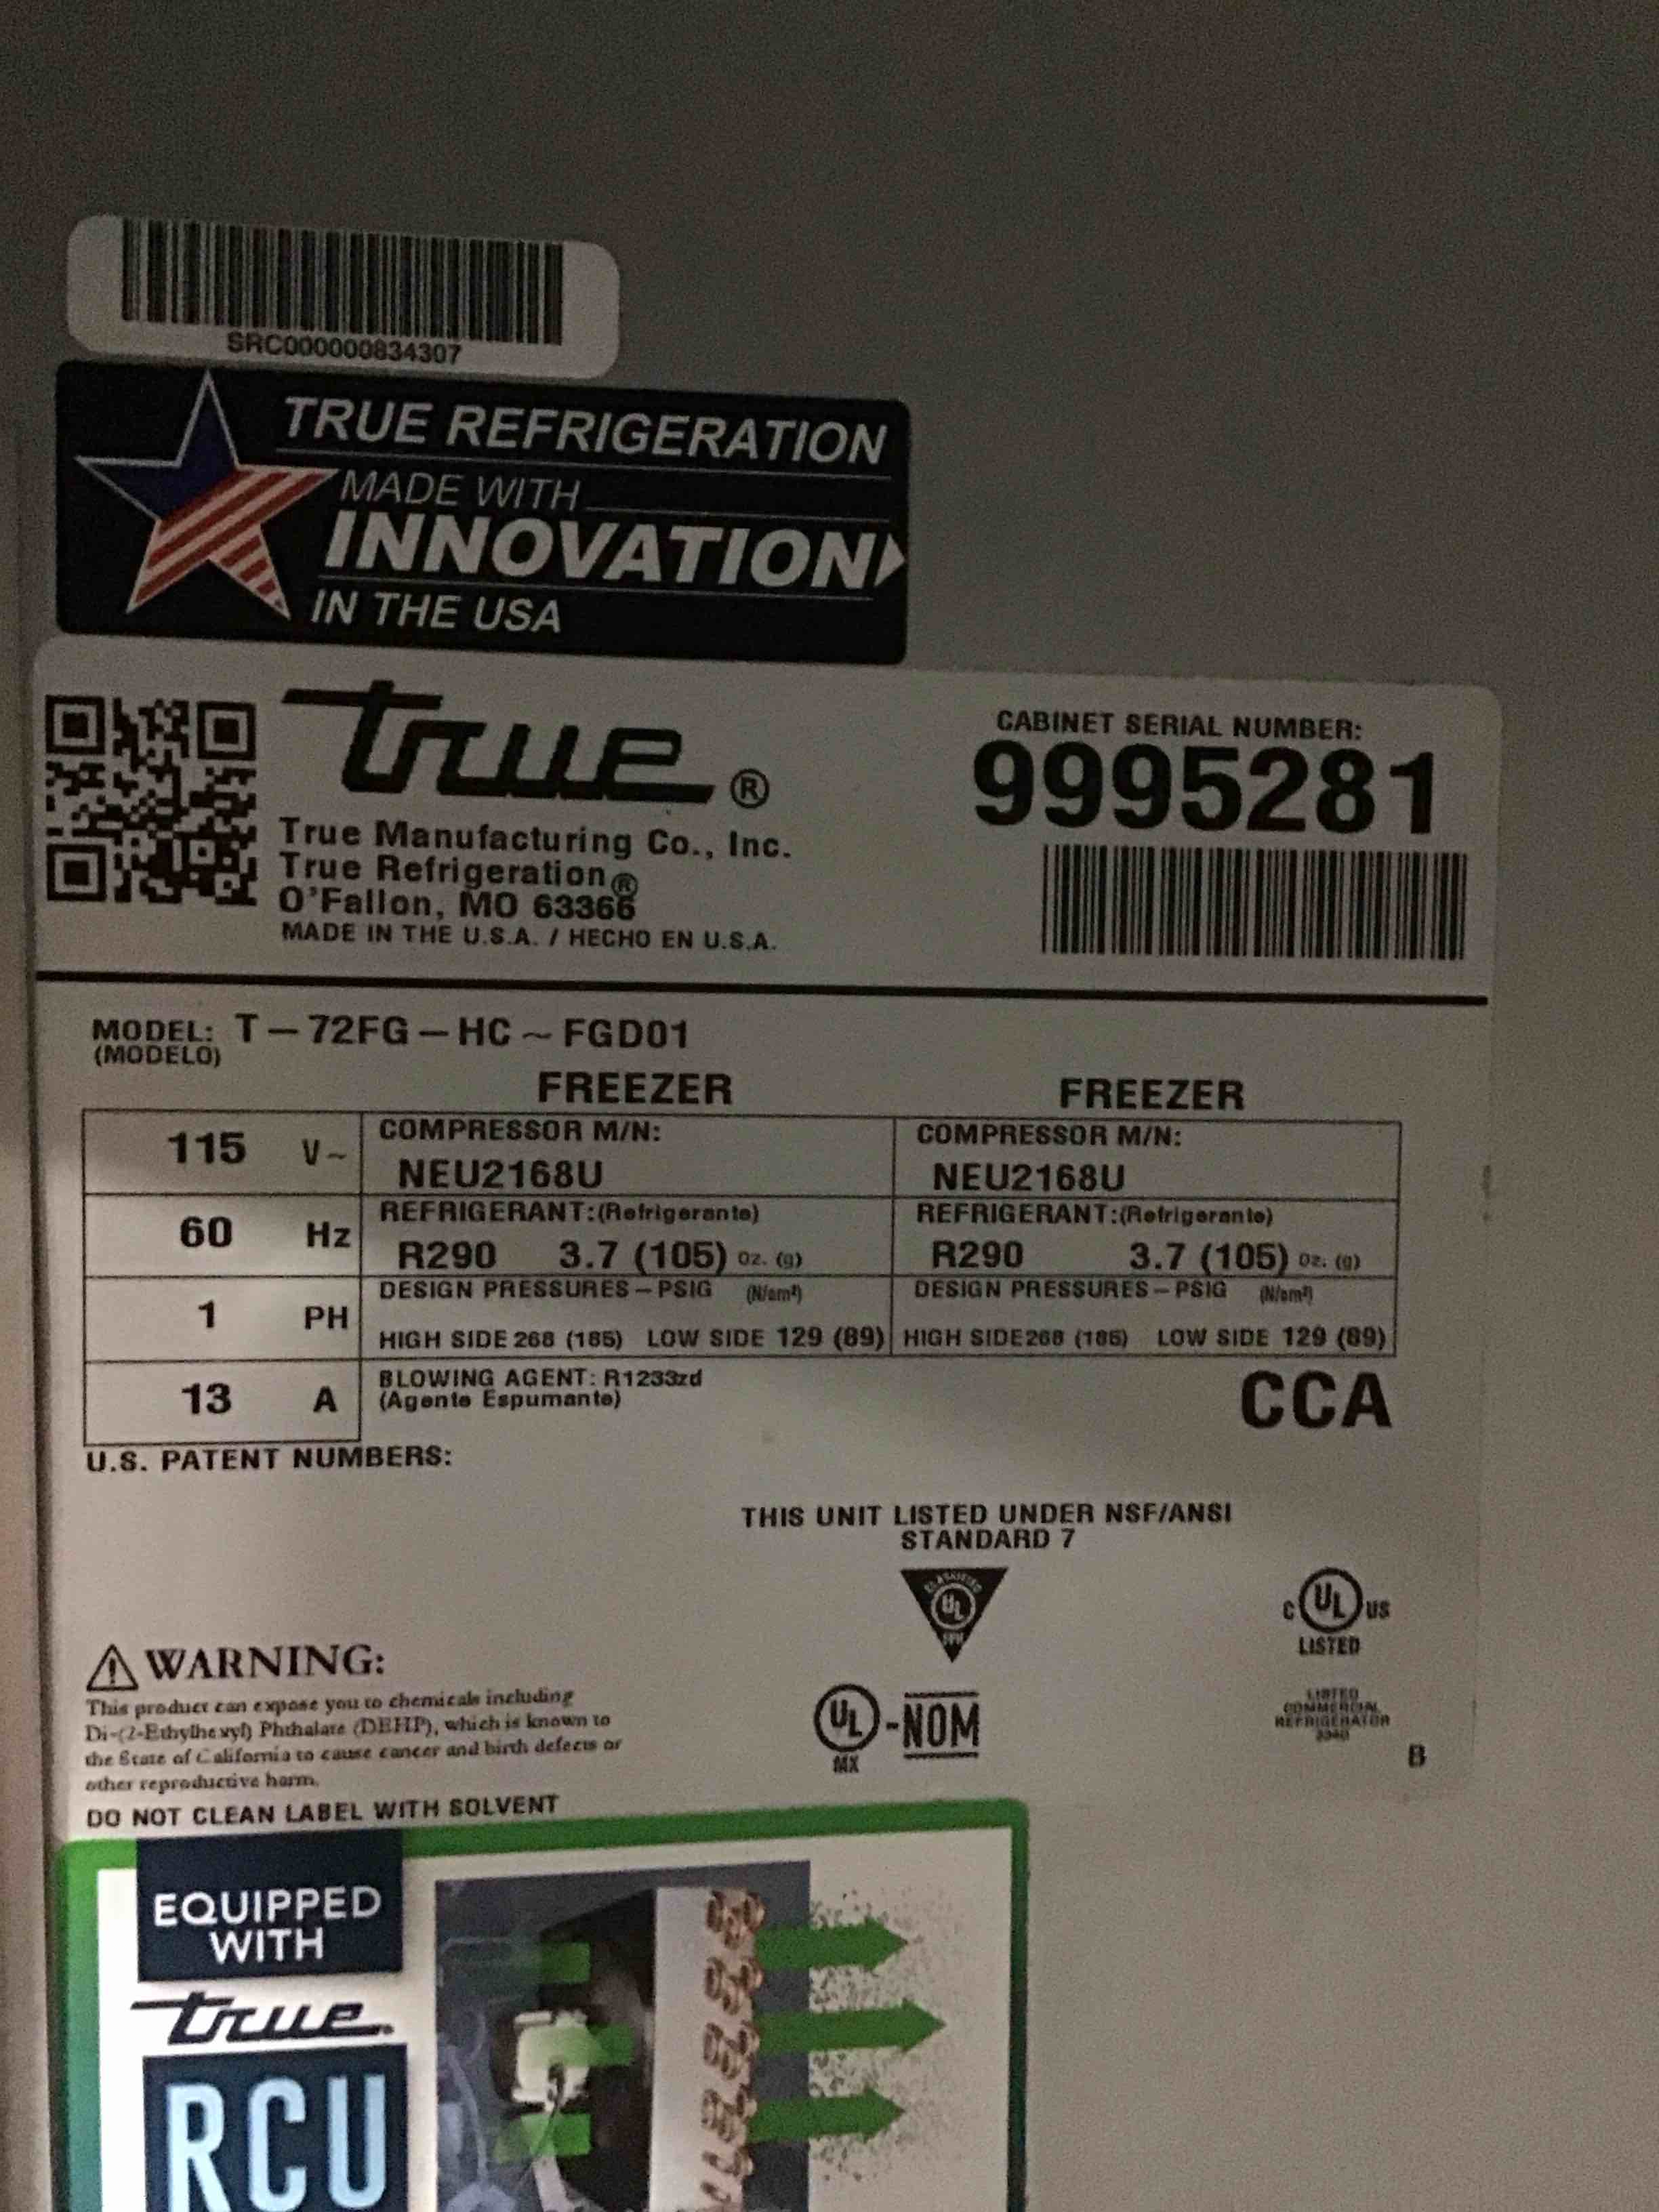 SRC000000834307
TRUE REFRIGERATION
MADE WITH
INNOVATION
IN THE USA
true®
CABINET SERIAL NUMBER:
9995281
True Manufacturing Co., Inc.
True Refrigeration®
O'Fallon, MO 63366
MADE IN THE U.S.A. / HECHO EN U.S.A.
MODEL: T-72FG-HC~FGD01
(MODELO)
FREEZER FREEZER
115 V~ COMPRESSOR M/N: COMPRESSOR M/N:
NEU2168U NEU2168U
60 Hz REFRIGERANT:(Refrigerante) REFRIGERANT:(Refrigerante)
R290 3.7 (105) oz. (g) R290 3.7 (105) oz. (g)
1 PH DESIGN PRESSURES-PSIG (N/cm²) DESIGN PRESSURES-PSIG (N/cm²)
HIGH SIDE 268 (185) LOW SIDE 129 (89) HIGH SIDE 268 (185) LOW SIDE 129 (89)
13 A BLOWING AGENT: R1233zd
(Agente Espumante)
CCA
U.S. PATENT NUMBERS:
THIS UNIT LISTED UNDER NSF/ANSI
STANDARD 7
CLASSIFIED
UL
EPH
C UL US
LISTED
⚠ WARNING:
This product can expose you to chemicals including
Di-(2-Ethylhexyl) Phthalate (DEHP), which is known to
the State of California to cause cancer and birth defects or
other reproductive harm.
UL-NOM
MX
LISTED
COMMERCIAL
REFRIGERATOR
B
DO NOT CLEAN LABEL WITH SOLVENT
EQUIPPED
WITH
true.
RCU